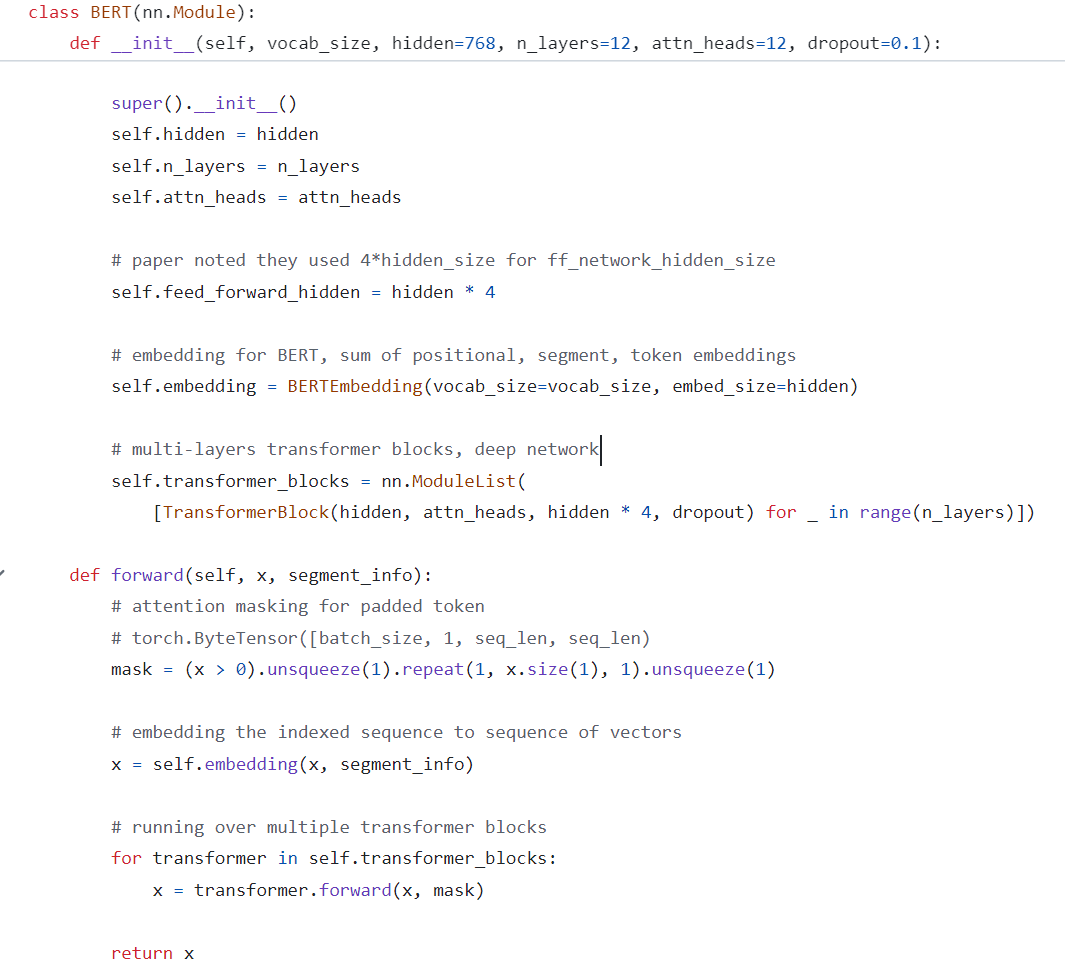 class BERT(nn.Module):
def __init__(self, vocab_size, hidden=768, n_layers=12, attn_heads=12, dropout=0.1):
super().__init__()
self.hidden = hidden
self.n_layers = n_layers
self.attn_heads = attn_heads
# paper noted they used 4*hidden_size for ff_network_hidden_size
self.feed_forward_hidden = hidden * 4
# embedding for BERT, sum of positional, segment, token embeddings
self.embedding = BERTEmbedding(vocab_size=vocab_size, embed_size=hidden)
# multi-layers transformer blocks, deep network
self.transformer_blocks = nn.ModuleList(
[TransformerBlock(hidden, attn_heads, hidden * 4, dropout) for _ in range(n_layers)])
def forward(self, x, segment_info):
# attention masking for padded token
# torch.ByteTensor([batch_size, 1, seq_len, seq_len)
mask = (x > 0).unsqueeze(1).repeat(1, x.size(1), 1).unsqueeze(1)
# embedding the indexed sequence to sequence of vectors
x = self.embedding(x, segment_info)
# running over multiple transformer blocks
for transformer in self.transformer_blocks:
x = transformer.forward(x, mask)
return x